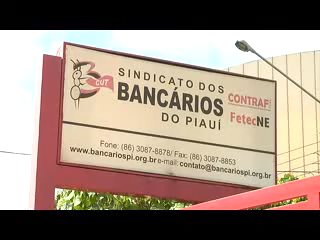 CUT
SINDICATO DOS
BANCÁRIOS
DO PIAUÍ
CONTRAF
FetecNE
Fone: (86) 3087-8878/ Fax: (86) 3087-8853
www.bancariospi.org.br e-mail: contato@bancariospi.org.br